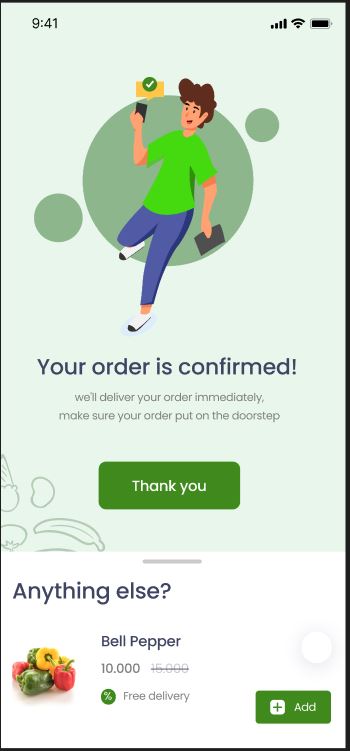 9:41
Your order is confirmed!
we'll deliver your order immediately,
make sure your order put on the doorstep
Thank you
Anything else?
Bell Pepper
10.000 15.000
% Free delivery
Add